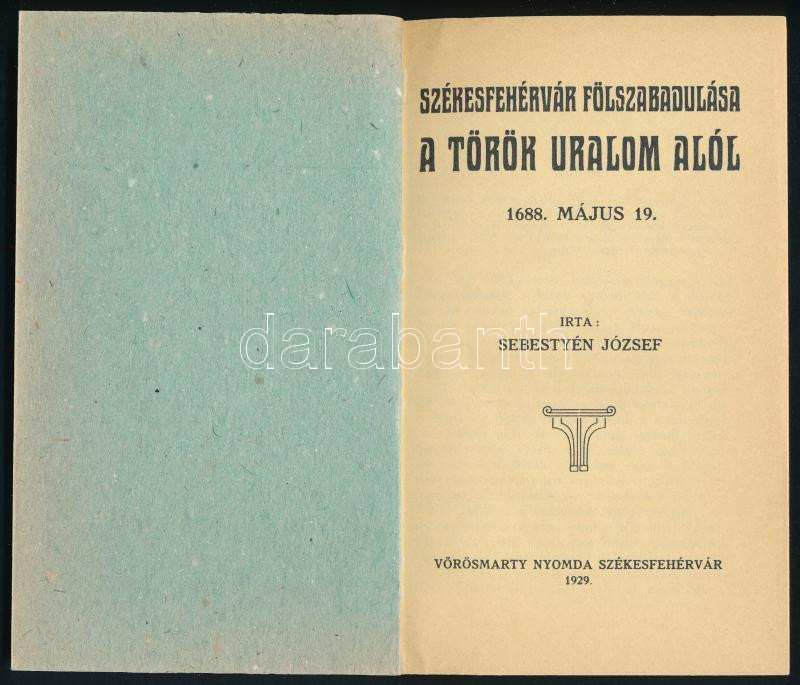 SZÉKESFEHÉRVÁR FÖLSZABADULÁSA
A TÖRÖK URALOM ALÓL
1688. MÁJUS 19.
IRTA :
SEBESTYÉN JÓZSEF
darabanth
VÖRÖSMARTY NYOMDA SZÉKESFEHÉRVÁR
1929.